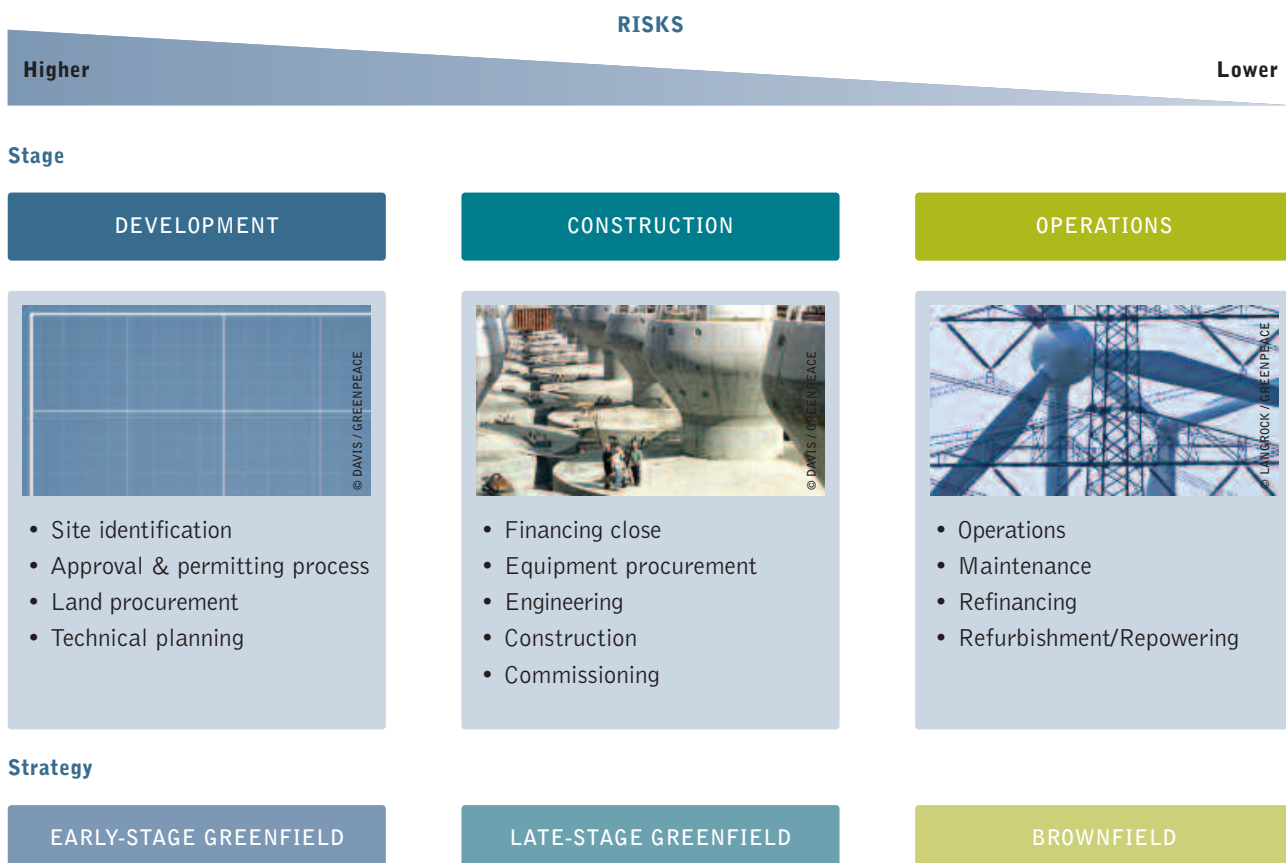 RISKS
Higher
Lower
Stage
DEVELOPMENT
CONSTRUCTION
OPERATIONS
© DAVIS / GREENPEACE
• Site identification
• Approval & permitting process
• Land procurement
• Technical planning
© DAVIS / GREENPEACE
• Financing close
• Equipment procurement
• Engineering
• Construction
• Commissioning
© LANGROCK / GREENPEACE
• Operations
• Maintenance
• Refinancing
• Refurbishment/Repowering
Strategy
EARLY-STAGE GREENFIELD
LATE-STAGE GREENFIELD
BROWNFIELD